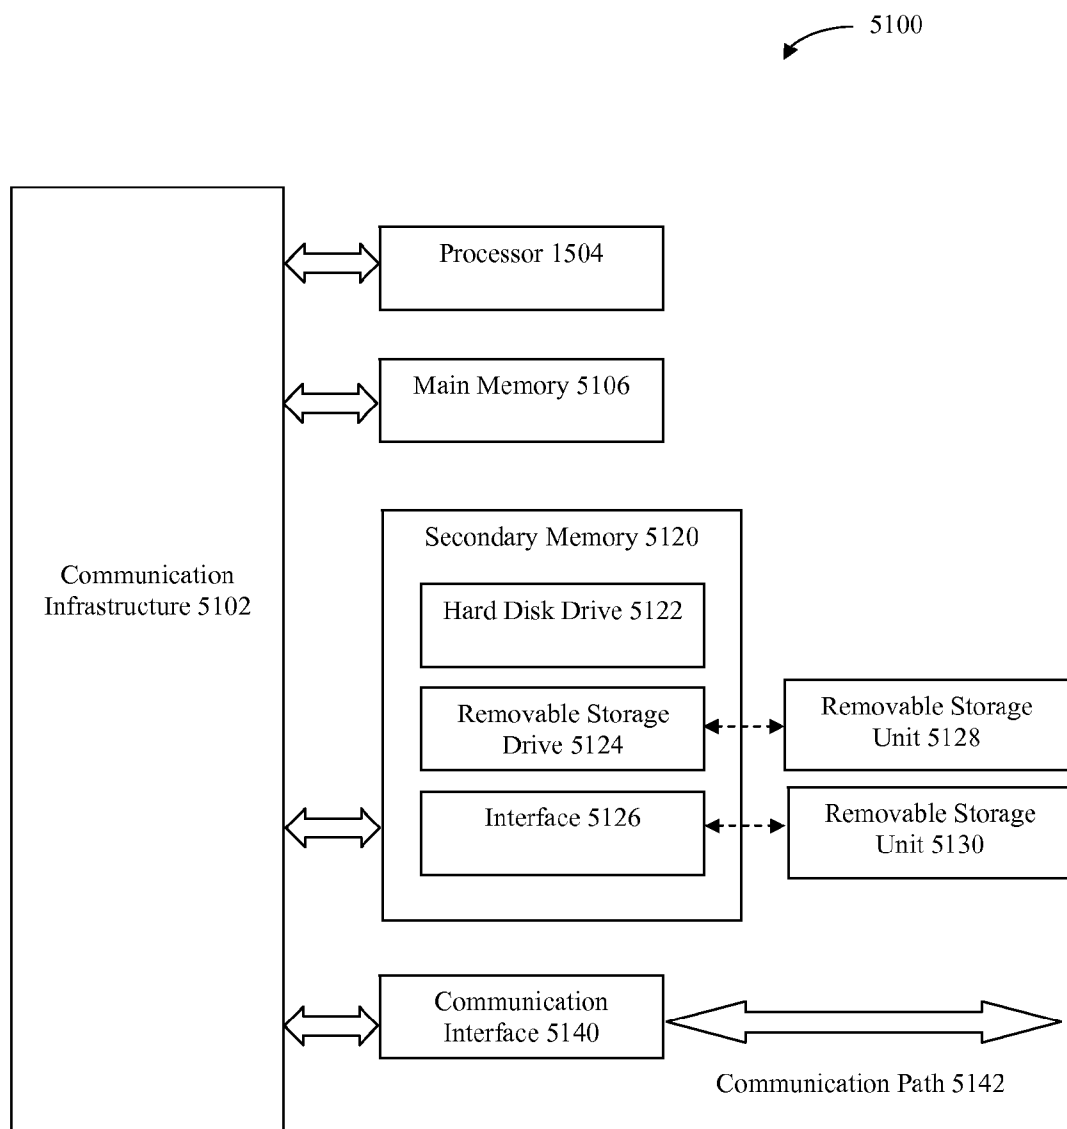 5100
Processor 1504
Main Memory 5106
Secondary Memory 5120
Communication
Infrastructure 5102
Hard Disk Drive 5122
Removable Storage
Drive 5124
Removable Storage
Unit 5128
Interface 5126
Removable Storage
Unit 5130
Communication
Interface 5140
Communication Path 5142